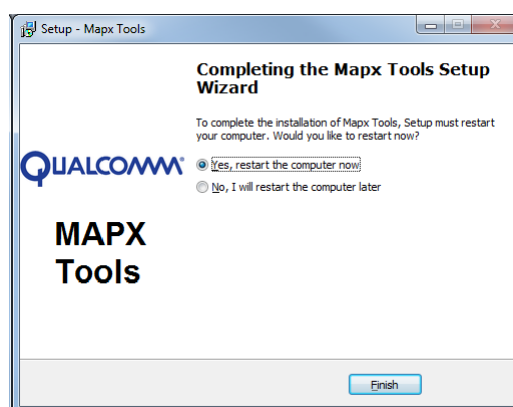 Setup - Mapx Tools
Completing the Mapx Tools Setup
Wizard
To complete the installation of Mapx Tools, Setup must restart
your computer. Would you like to restart now?
Yes, restart the computer now
No, I will restart the computer later
QUALCOMM®
MAPX
Tools
Finish